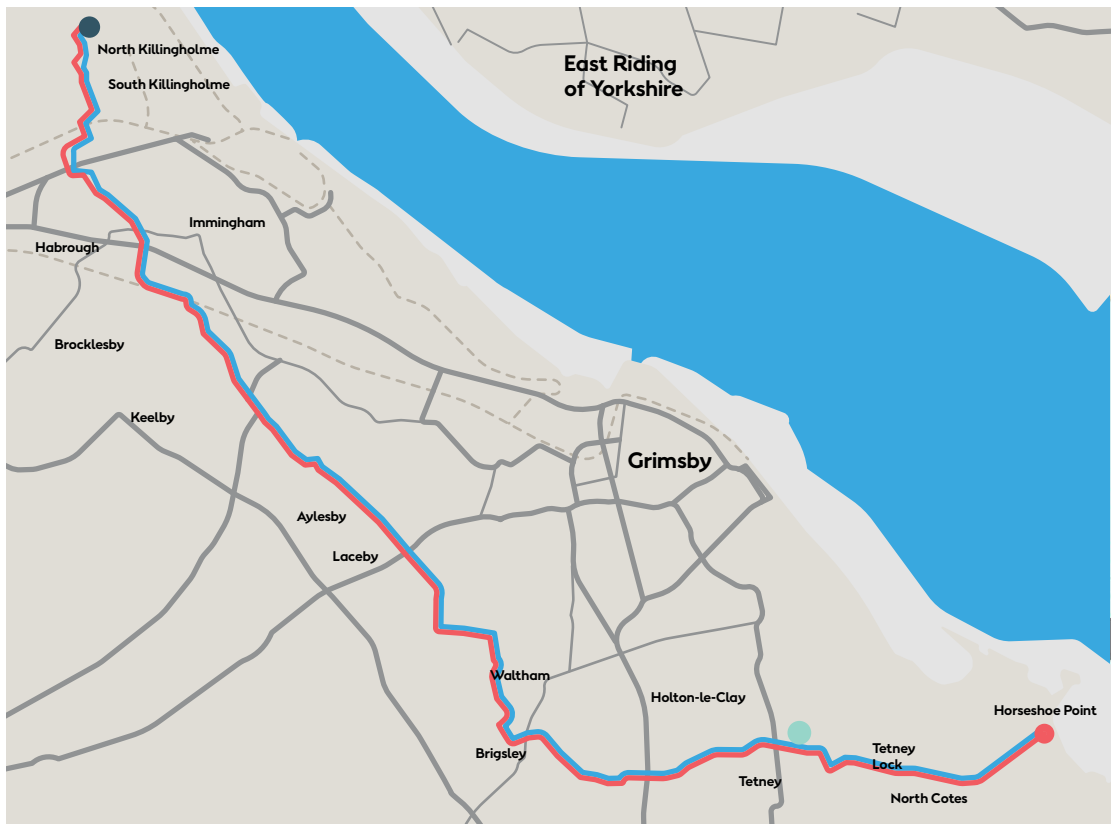 North Killingholme
East Riding
of Yorkshire
South Killingholme
Immingham
Habrough
Brocklesby
Keelby
Grimsby
Aylesby
Laceby
Waltham
Holton-le-Clay
Horseshoe Point
Brigsley
Tetney
Lock
Tetney
North Cotes